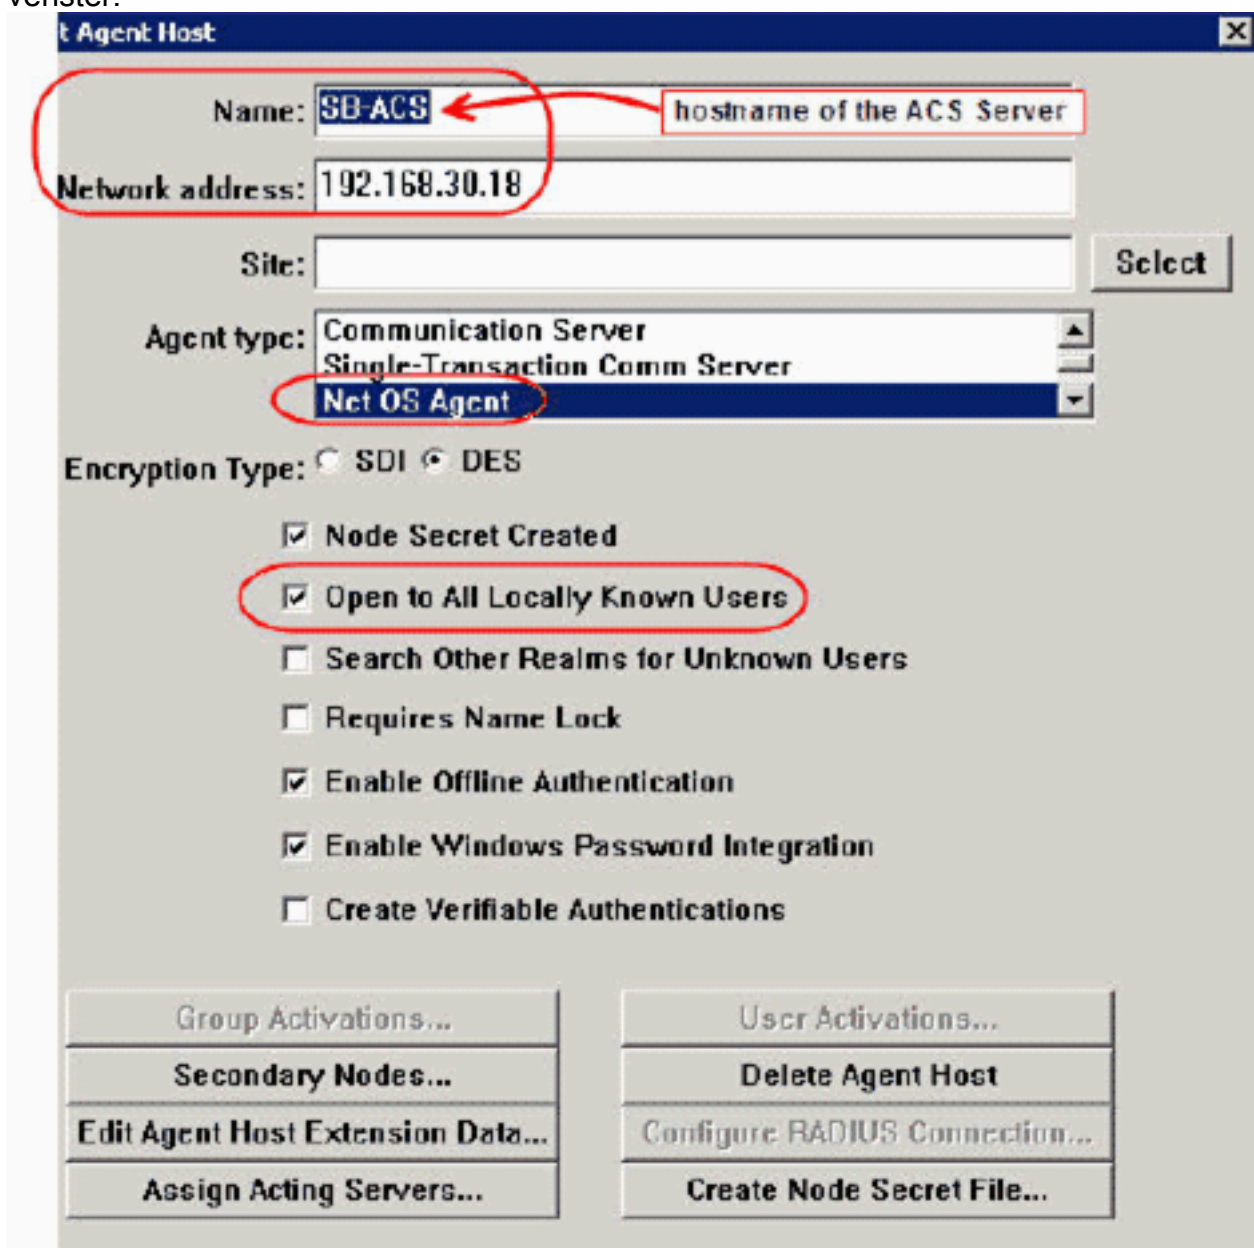 venster.
t Agent Host
Name: SB-ACS hostname of the ACS Server
Network address: 192.168.30.18
Site: Select
Agent type: Communication Server
Single-Transaction Comm Server
Net OS Agent
Encryption Type: SDI DES
Node Secret Created
Open to All Locally Known Users
Search Other Realms for Unknown Users
Requires Name Lock
Enable Offline Authentication
Enable Windows Password Integration
Create Verifiable Authentications
Group Activations... User Activations...
Secondary Nodes... Delete Agent Host
Edit Agent Host Extension Data... Configure RADIUS Connection...
Assign Acting Servers... Create Node Secret File...